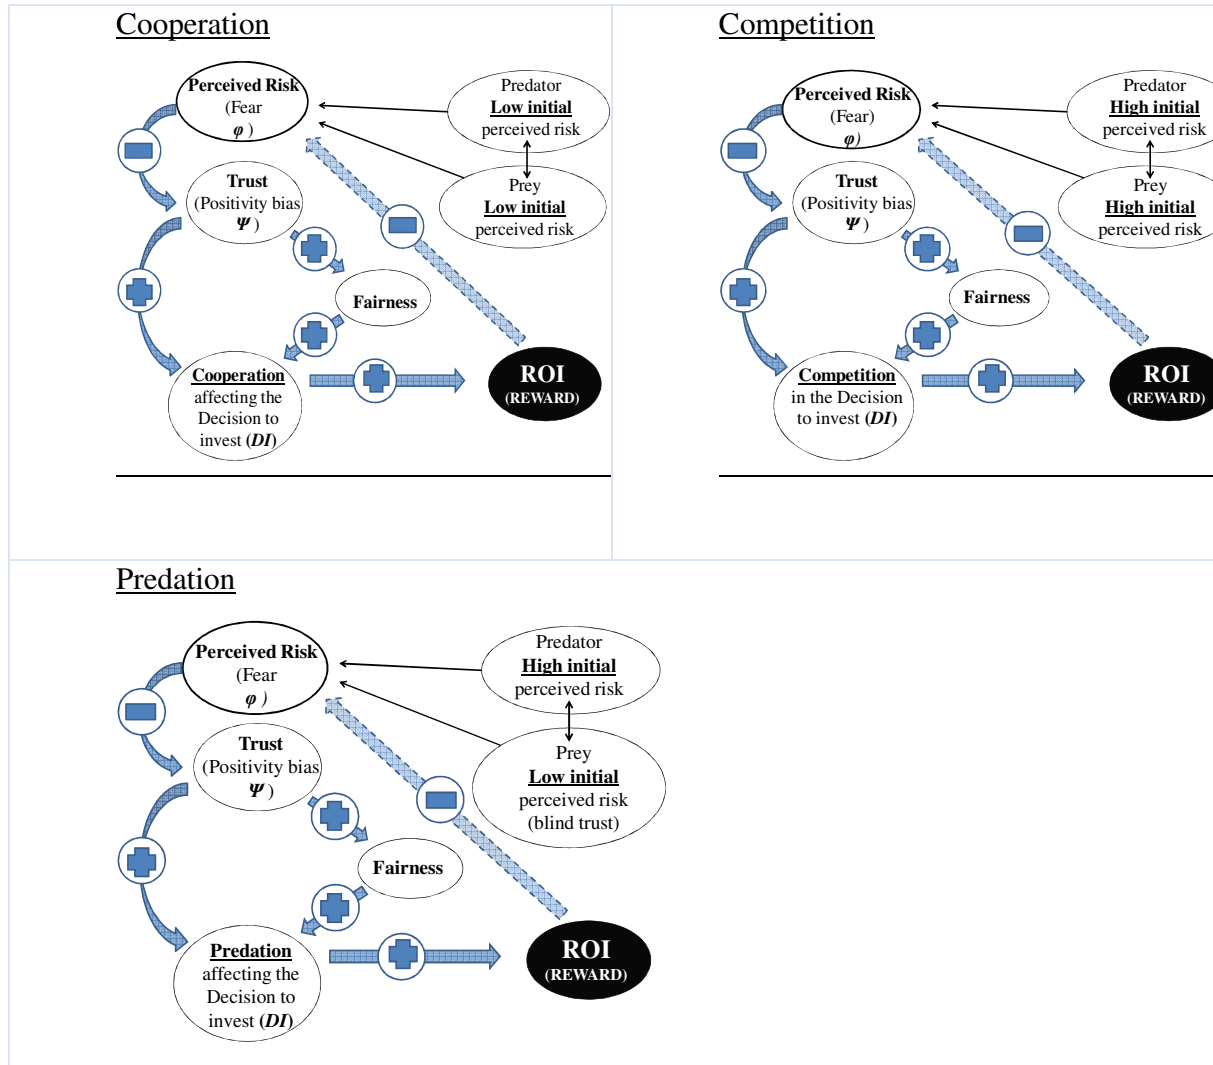 Cooperation
Perceived Risk
(Fear
φ )
Predator
Low initial
perceived risk
Prey
Low initial
perceived risk
Trust
(Positivity bias
Ψ )
Fairness
Cooperation
affecting the
Decision to
invest (DI)
ROI
(REWARD)
Competition
Perceived Risk
(Fear)
φ)
Predator
High initial
perceived risk
Prey
High initial
perceived risk
Trust
(Positivity bias
Ψ )
Fairness
Competition
in the Decision
to invest (DI)
ROI
(REWARD)
Predation
Perceived Risk
(Fear
φ )
Predator
High initial
perceived risk
Prey
Low initial
perceived risk
(blind trust)
Trust
(Positivity bias
Ψ )
Fairness
Predation
affecting the
Decision to
invest (DI)
ROI
(REWARD)